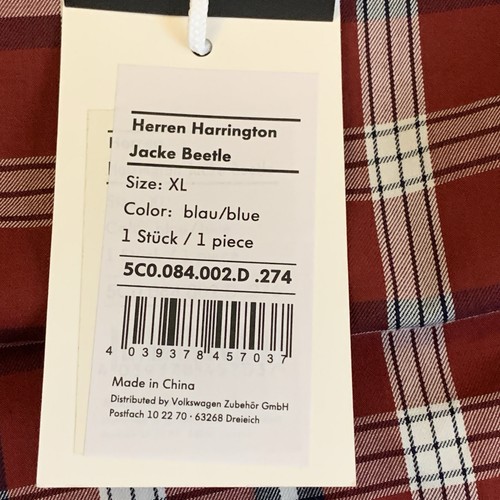 Herren Harrington
Jacke Beetle
Size: XL
Color: blau/blue
1 Stück / 1 piece
5C0.084.002.D .274
4 039378 457037
Made in China
Distributed by Volkswagen Zubehör GmbH
Postfach 10 22 70 · 63268 Dreieich